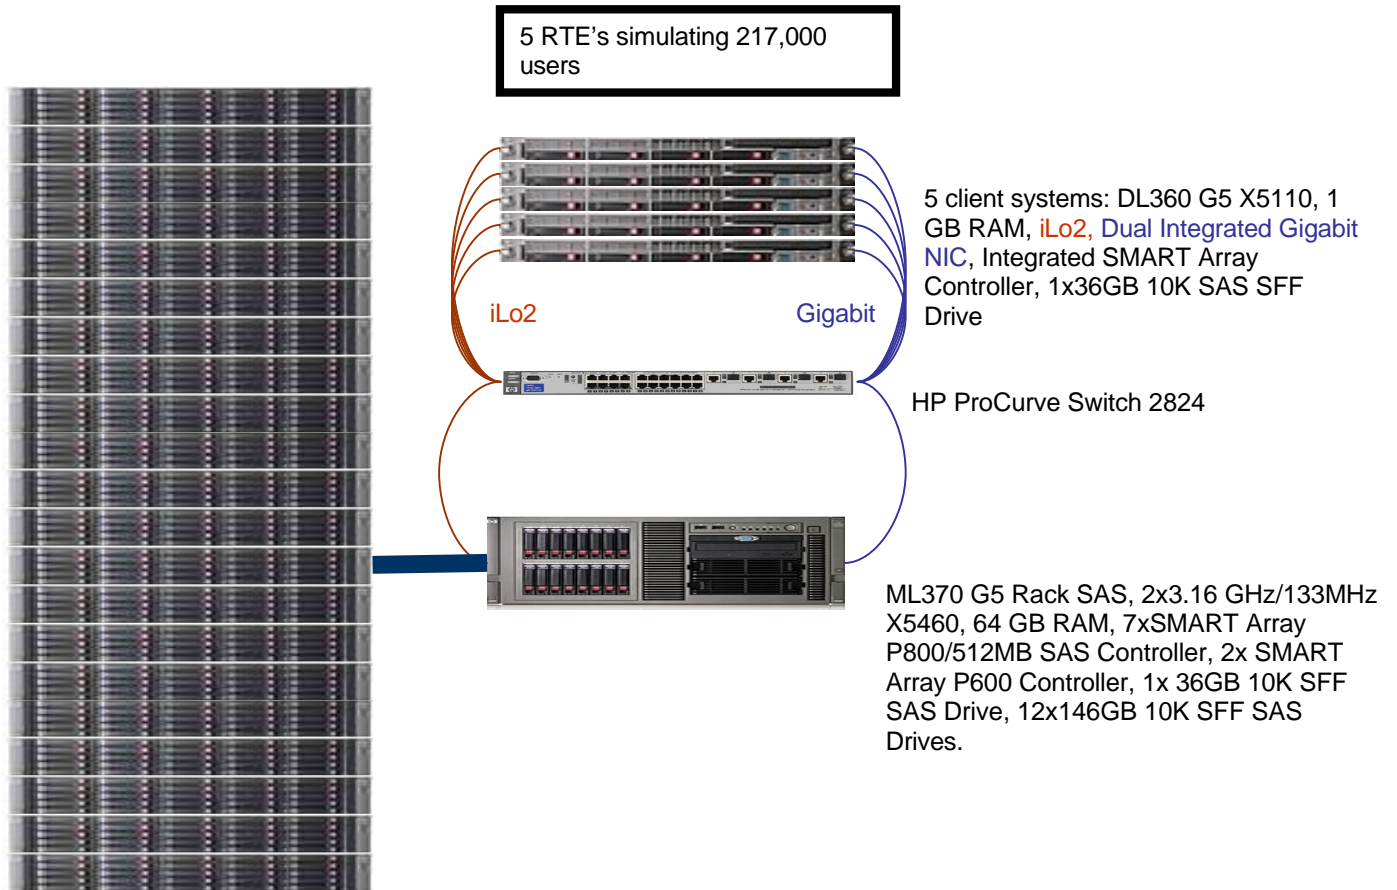 5 RTE’s simulating 217,000
users
5 client systems: DL360 G5 X5110, 1
GB RAM, iLo2, Dual Integrated Gigabit
NIC, Integrated SMART Array
Controller, 1x36GB 10K SAS SFF
Drive
iLo2
Gigabit
HP ProCurve Switch 2824
ML370 G5 Rack SAS, 2x3.16 GHz/133MHz
X5460, 64 GB RAM, 7xSMART Array
P800/512MB SAS Controller, 2x SMART
Array P600 Controller, 1x 36GB 10K SFF
SAS Drive, 12x146GB 10K SFF SAS
Drives.